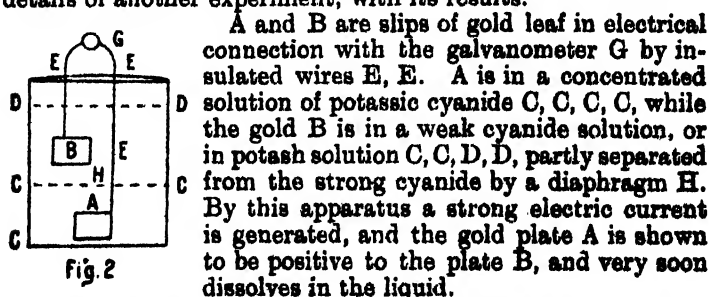 details of another experiment, with its results.
A and B are slips of gold leaf in electrical
connection with the galvanometer G by in-
sulated wires E, E. A is in a concentrated
solution of potassic cyanide C, C, C, C, while
the gold B is in a weak cyanide solution, or
in potash solution C, C, D, D, partly separated
from the strong cyanide by a diaphragm H.
By this apparatus a strong electric current
is generated, and the gold plate A is shown
to be positive to the plate B, and very soon
dissolves in the liquid.
G
E E
D D
B E
H
C C
A
C
Fig. 2